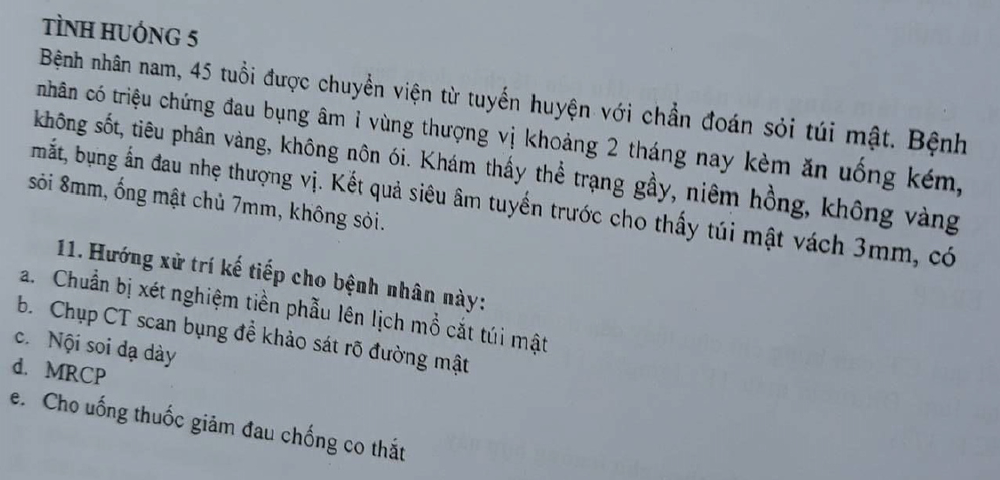 TÌNH HUỐNG 5
Bệnh nhân nam, 45 tuổi được chuyển viện từ tuyến huyện với chẩn đoán sỏi túi mật. Bệnh
nhân có triệu chứng đau bụng âm ỉ vùng thượng vị khoảng 2 tháng nay kèm ăn uống kém,
không sốt, tiêu phân vàng, không nôn ói. Khám thấy thể trạng gầy, niêm hồng, không vàng
mắt, bụng ấn đau nhẹ thượng vị. Kết quả siêu âm tuyến trước cho thấy túi mật vách 3mm, có
sỏi 8mm, ống mật chủ 7mm, không sỏi.
11. Hướng xử trí kế tiếp cho bệnh nhân này:
a. Chuẩn bị xét nghiệm tiền phẫu lên lịch mổ cắt túi mật
b. Chụp CT scan bụng để khảo sát rõ đường mật
c. Nội soi dạ dày
d. MRCP
e. Cho uống thuốc giảm đau chống co thắt